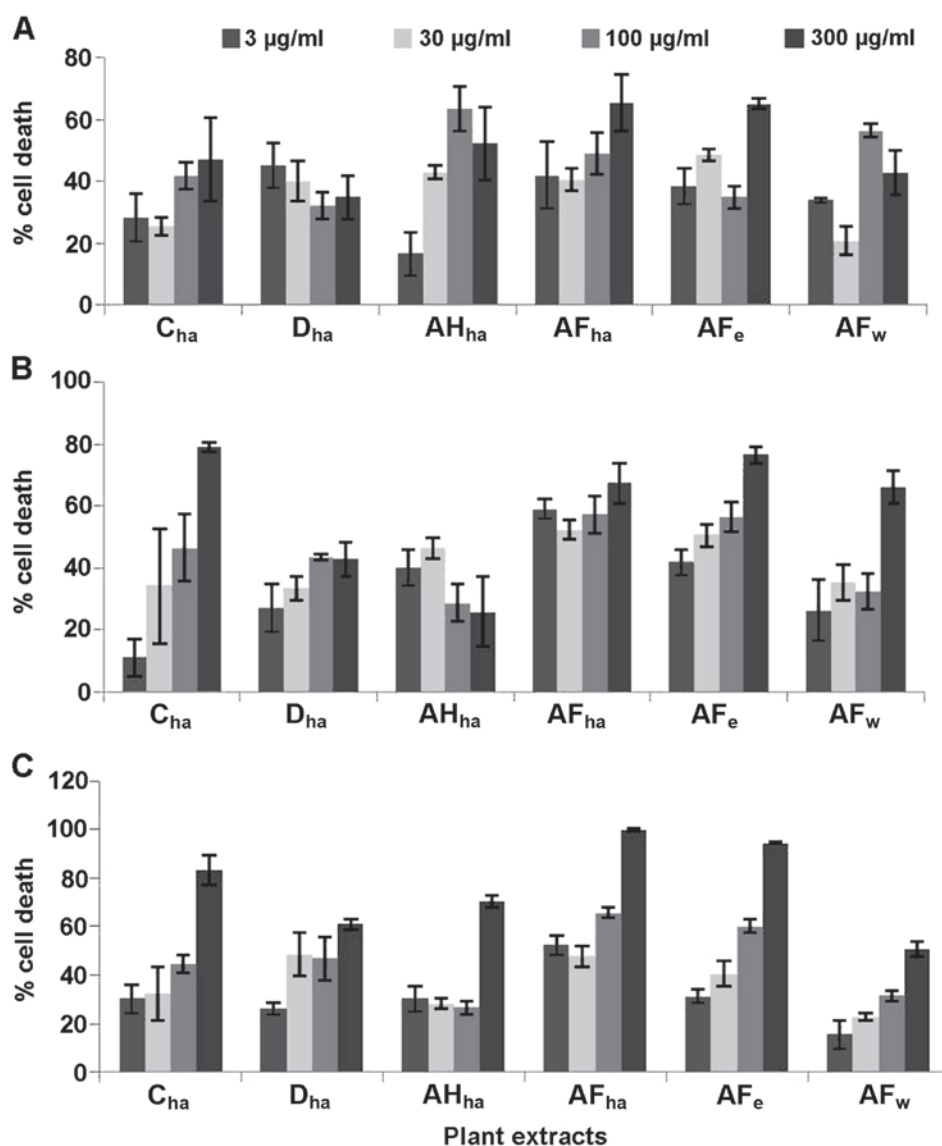 A
3 µg/ml 30 µg/ml 100 µg/ml 300 µg/ml
80
60
40
20
0
% cell death
Cha Dha AHha AFha AFe AFw
B
100
80
60
40
20
0
% cell death
Cha Dha AHha AFha AFe AFw
C
120
100
80
60
40
20
0
% cell death
Cha Dha AHha AFha AFe AFw
Plant extracts